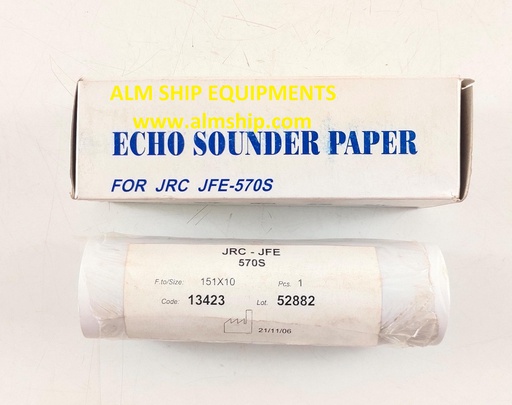 ALM SHIP EQUIPMENTS
www.almship.com
ECHO SOUNDER PAPER
FOR JRC JFE-570S
JRC - JFE
570S
F.to/Size: 151X10 Pcs. 1
Code: 13423 Lot. 52882
21/11/06